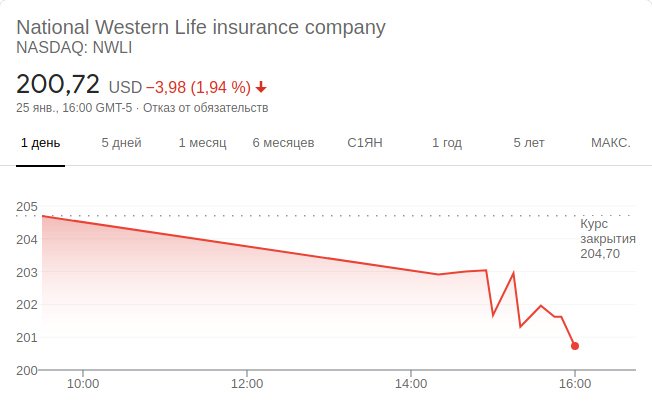 National Western Life insurance company
NASDAQ: NWLI
200,72 USD −3,98 (1,94 %)
25 янв., 16:00 GMT-5 · Отказ от обязательств
1 день 5 дней 1 месяц 6 месяцев С1ЯН 1 год 5 лет МАКС.
205
Курс
закрытия
204,70
204
203
202
201
200
10:00 12:00 14:00 16:00